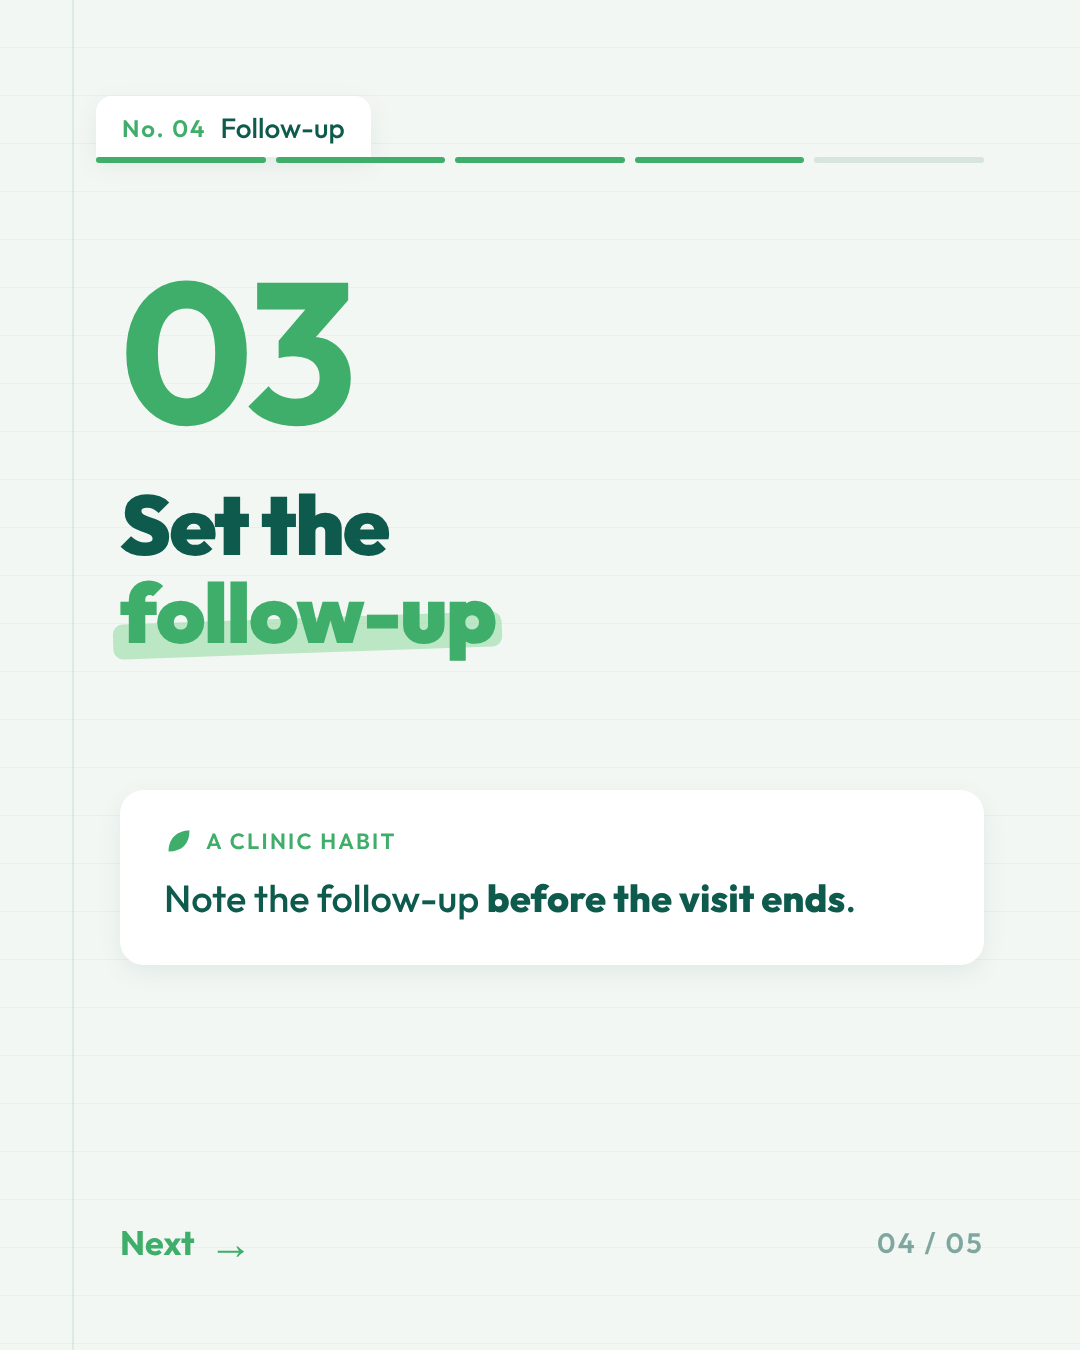 No. 04 Follow-up
03
Set the
follow-up
A CLINIC HABIT
Note the follow-up before the visit ends.
Next →
04 / 05